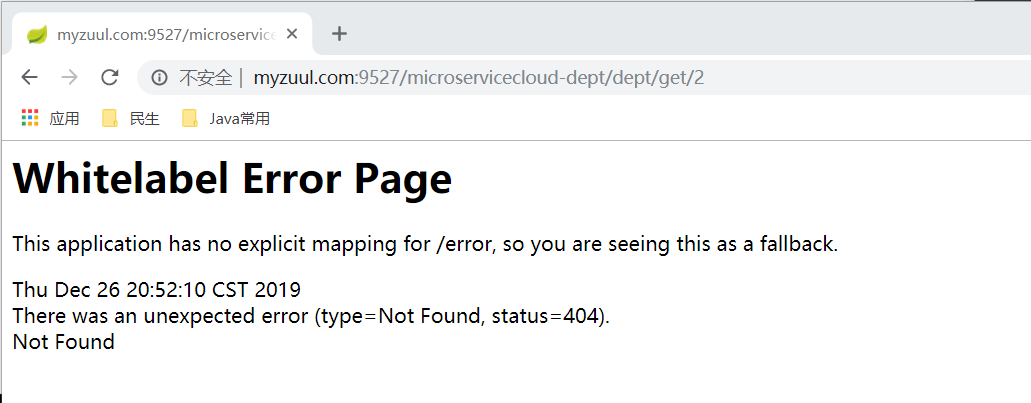 myzuul.com:9527/microservice
不安全 | myzuul.com:9527/microservicecloud-dept/dept/get/2
应用 民生 Java常用
Whitelabel Error Page
This application has no explicit mapping for /error, so you are seeing this as a fallback.
Thu Dec 26 20:52:10 CST 2019
There was an unexpected error (type=Not Found, status=404).
Not Found